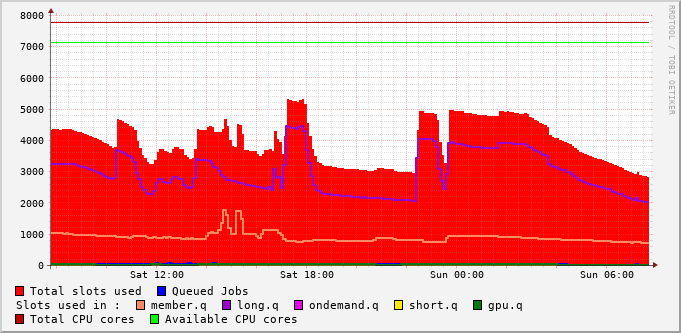 RRDTOOL / TOBI OETIKER
8000
7000
6000
5000
4000
3000
2000
1000
0
Sat 12:00 Sat 18:00 Sun 00:00 Sun 06:00
Total slots used Queued Jobs
Slots used in : member.q long.q ondemand.q short.q gpu.q
Total CPU cores Available CPU cores